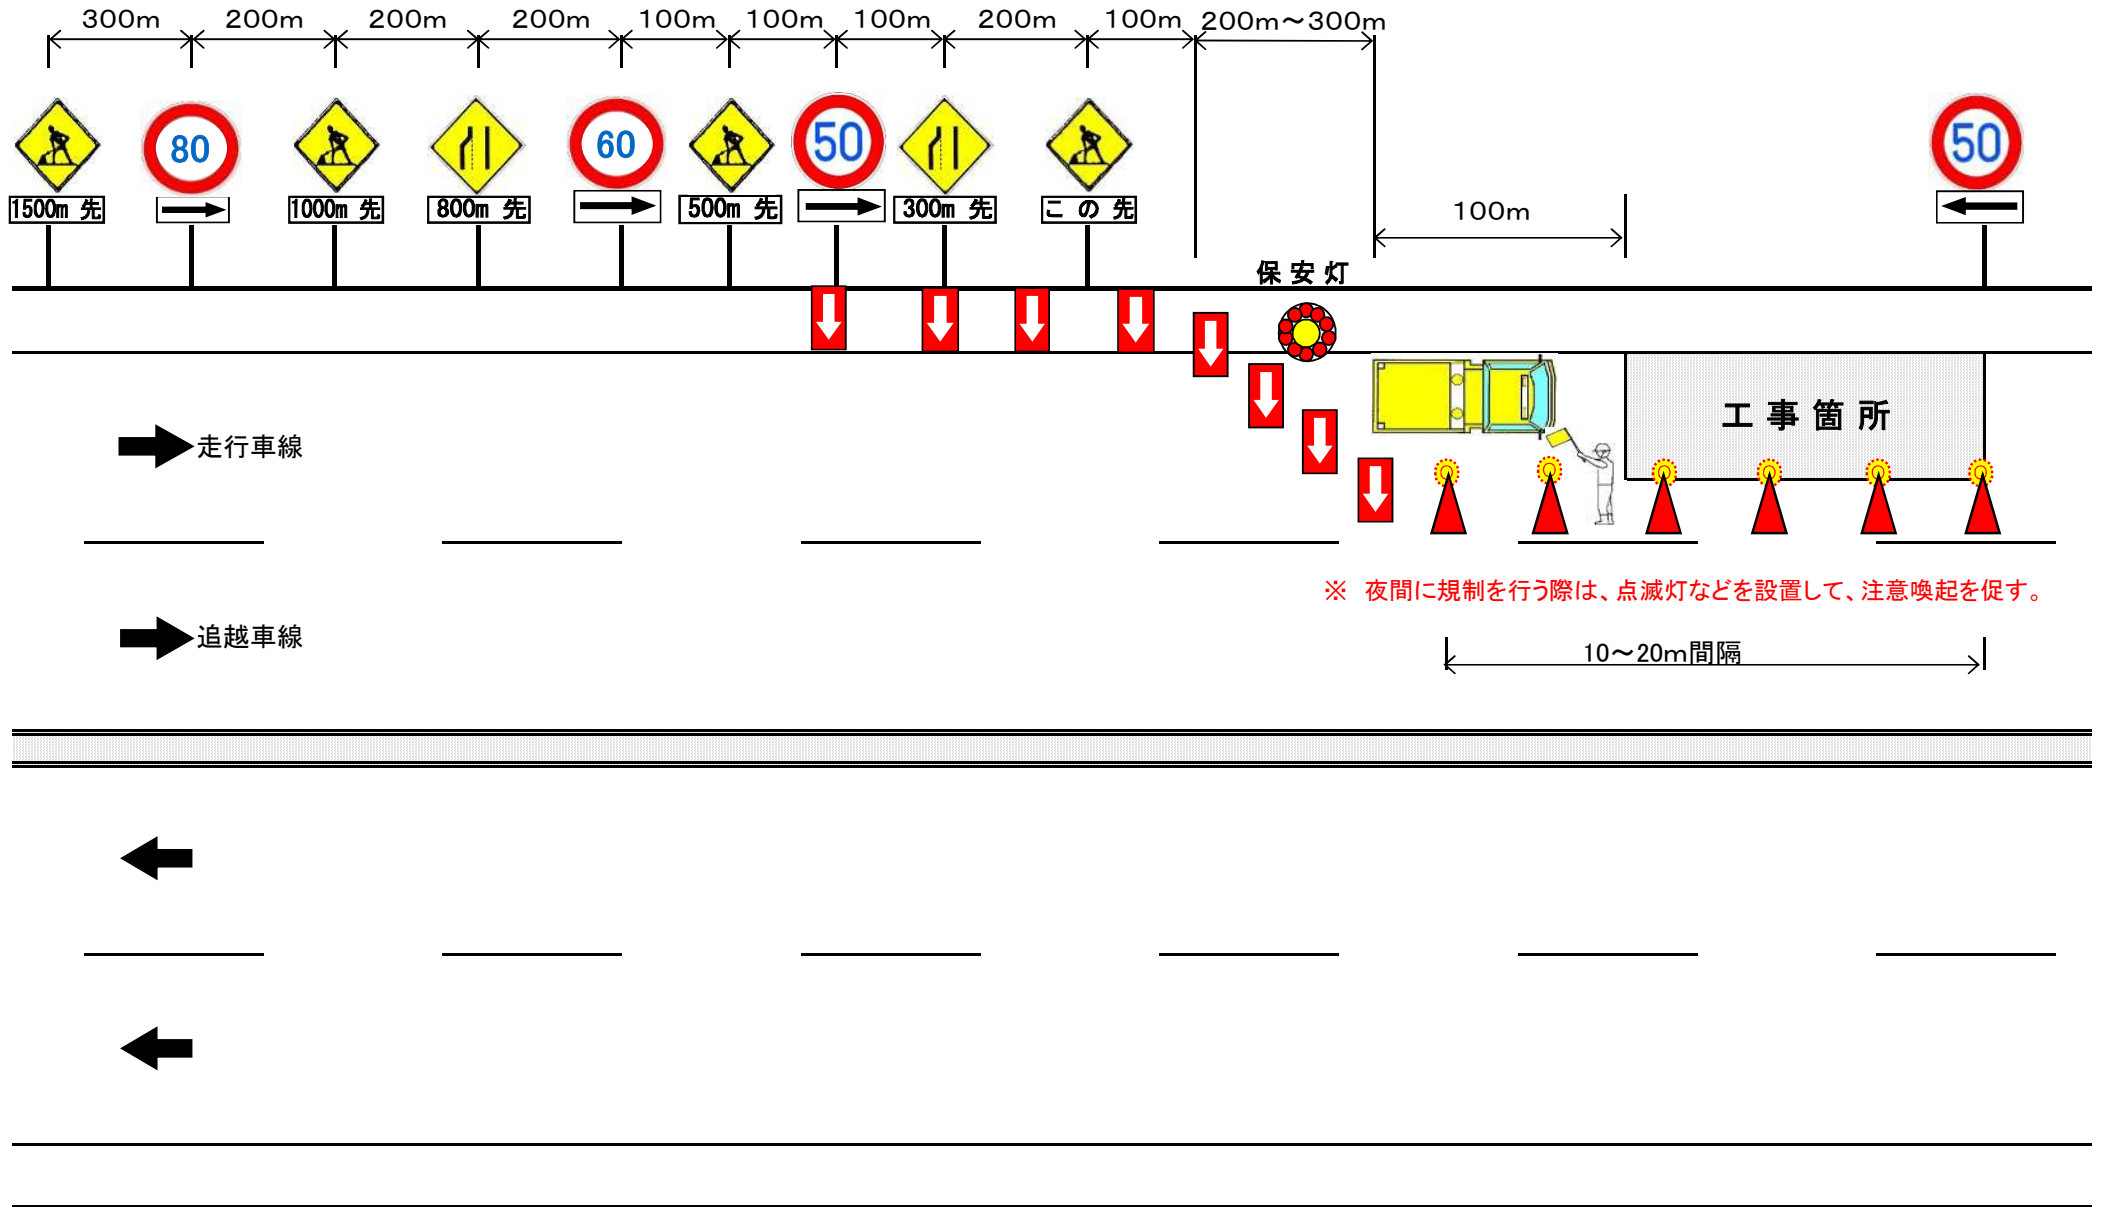 300m 200m 200m 200m 100m 100m 100m 200m 100m 200m～300m
80 60 50 50
1500m 先 1000m 先 800m 先 500m 先 300m 先 こ の 先
100m
保 安 灯
工 事 箇 所
走行車線
※　夜間に規制を行う際は、点滅灯などを設置して、注意喚起を促す。
追越車線
10～20m間隔